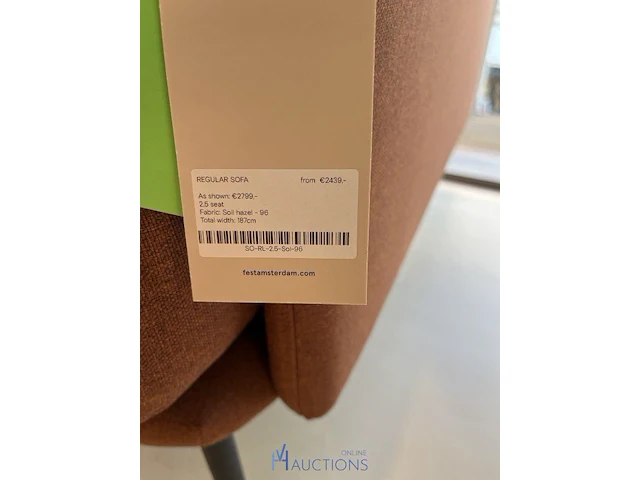 REGULAR SOFA from €2439,-
As shown: €2799,-
2.5 seat
Fabric: Soil hazel - 96
Total width: 187cm
SO-RL-2.5-Sol-96
festamsterdam.com
ONLINE
AUCTIONS